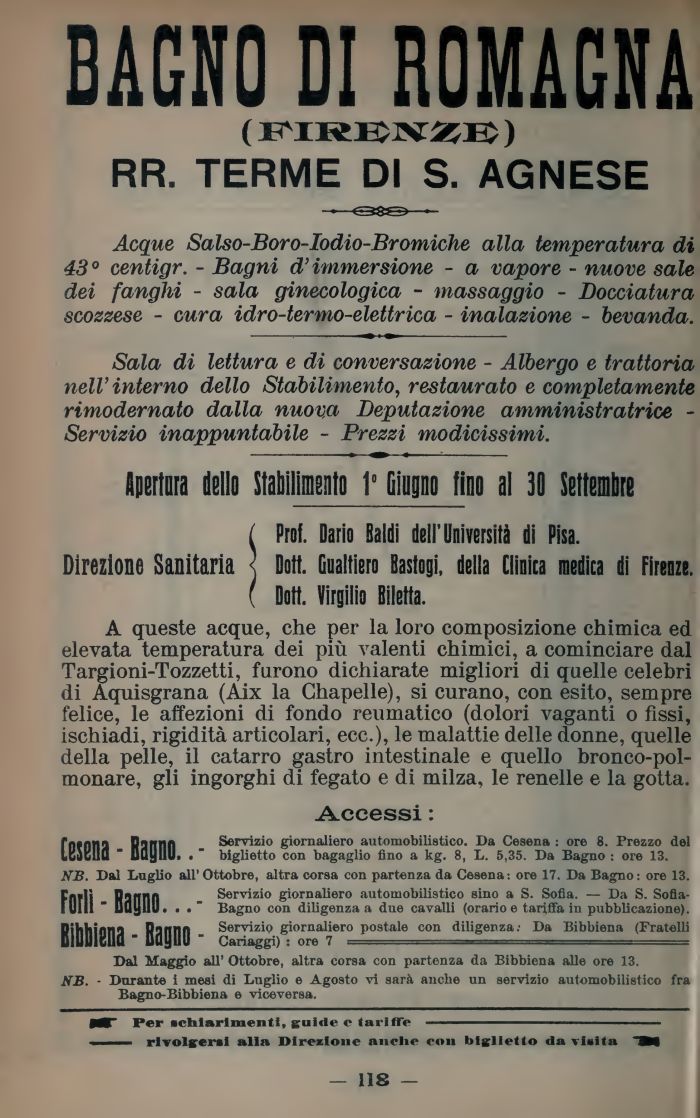 BAGNO DI ROMAGNA
(FIRENZE)
RR. TERME DI S. AGNESE
Acque Salso-Boro-Iodio-Bromiche alla temperatura di
43° centigr. - Bagni d'immersione - a vapore - nuove sale
dei fanghi - sala ginecologica - massaggio - Docciatura
scozzese - cura idro-termo-elettrica - inalazione - bevanda.
Sala di lettura e di conversazione - Albergo e trattoria
nell'interno dello Stabilimento, restaurato e completamente
rimodernato dalla nuova Deputazione amministratrice -
Servizio inappuntabile - Prezzi modicissimi.
Apertura dello Stabilimento 1° Giugno fino al 30 Settembre
Direzione Sanitaria
Prof. Dario Baldi dell'Università di Pisa.
Dott. Gualtiero Bastogi, della Clinica medica di Firenze.
Dott. Virgilio Biletta.
A queste acque, che per la loro composizione chimica ed
elevata temperatura dei più valenti chimici, a cominciare dal
Targioni-Tozzetti, furono dichiarate migliori di quelle celebri
di Aquisgrana (Aix la Chapelle), si curano, con esito, sempre
felice, le affezioni di fondo reumatico (dolori vaganti o fissi,
ischiadi, rigidità articolari, ecc.), le malattie delle donne, quelle
della pelle, il catarro gastro intestinale e quello bronco-pol-
monare, gli ingorghi di fegato e di milza, le renelle e la gotta.
Accessi :
Cesena - Bagno. . - Servizio giornaliero automobilistico. Da Cesena : ore 8. Prezzo del
biglietto con bagaglio fino a kg. 8, L. 5,35. Da Bagno : ore 13.
NB. Dal Luglio all'Ottobre, altra corsa con partenza da Cesena: ore 17. Da Bagno: ore 13.
Forlì - Bagno. . . - Servizio giornaliero automobilistico sino a S. Sofia. — Da S. Sofia-
Bagno con diligenza a due cavalli (orario e tariffa in pubblicazione).
Bibbiena - Bagno - Servizio giornaliero postale con diligenza: Da Bibbiena (Fratelli
Cariaggi) : ore 7
Dal Maggio all'Ottobre, altra corsa con partenza da Bibbiena alle ore 13.
NB. - Durante i mesi di Luglio e Agosto vi sarà anche un servizio automobilistico fra
Bagno-Bibbiena e viceversa.
Per schiarimenti, guide e tariffe
rivolgersi alla Direzione anche con biglietto da visita
— 118 —